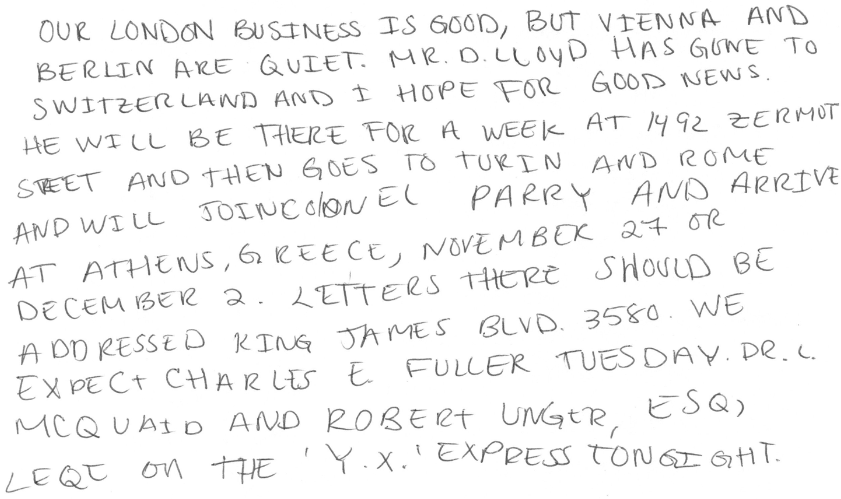 OUR LONDON BUSINESS IS GOOD, BUT VIENNA AND
BERLIN ARE QUIET. MR. D. LLOYD HAS GONE TO
SWITZERLAND AND I HOPE FOR GOOD NEWS.
HE WILL BE THERE FOR A WEEK AT 1492 ZERMOT
STEET AND THEN GOES TO TURIN AND ROME
AND WILL JOIN COLONEL PARRY AND ARRIVE
AT ATHENS, GREECE, NOVEMBER 27 OR
DECEMBER 2. LETTERS THERE SHOULD BE
ADDRESSED KING JAMES BLVD. 3580. WE
EXPECT CHARLES E. FULLER TUESDAY. DR. L.
MCQUAID AND ROBERT UNGER, ESQ,
LEQT ON THE 'Y.X.' EXPRESS TONGIGHT.